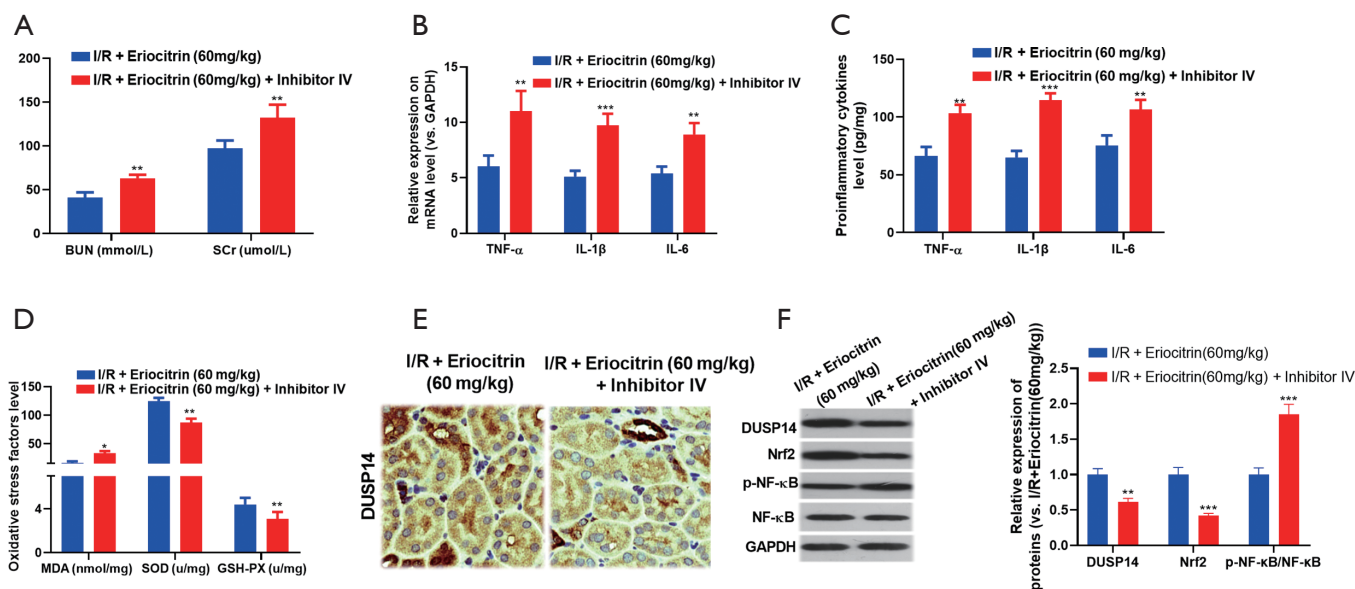 A
I/R + Eriocitrin (60mg/kg)
I/R + Eriocitrin (60mg/kg) + Inhibitor IV
200
150
100
50
0
**
**
BUN (mmol/L)
SCr (umol/L)
B
I/R + Eriocitrin (60mg/kg)
I/R + Eriocitrin (60mg/kg) + Inhibitor IV
Relative expression on
mRNA level (vs. GAPDH)
15
10
5
0
**
***
**
TNF-α
IL-1β
IL-6
C
I/R + Eriocitrin (60 mg/kg)
I/R + Eriocitrin (60 mg/kg) + Inhibitor IV
Proinflammatory cytokines
level (pg/mg)
150
100
50
0
**
***
**
TNF-α
IL-1β
IL-6
D
I/R + Eriocitrin (60 mg/kg)
I/R + Eriocitrin (60 mg/kg) + Inhibitor IV
Oxidative stress factors level
150
100
50
4
0
*
**
**
MDA (nmol/mg)
SOD (u/mg)
GSH-PX (u/mg)
E
I/R + Eriocitrin
(60 mg/kg)
I/R + Eriocitrin (60 mg/kg)
+ Inhibitor IV
DUSP14
F
I/R + Eriocitrin
(60 mg/kg)
I/R + Eriocitrin(60 mg/kg)
+ Inhibitor IV
DUSP14
Nrf2
p-NF-κB
NF-κB
GAPDH
I/R + Eriocitrin(60mg/kg)
I/R + Eriocitrin(60mg/kg) + Inhibitor IV
Relative expression of
proteins (vs. I/R+Eriocitrin(60mg/kg))
2.5
2.0
1.5
1.0
0.5
0.0
**
***
***
DUSP14
Nrf2
p-NF-κB/NF-κB